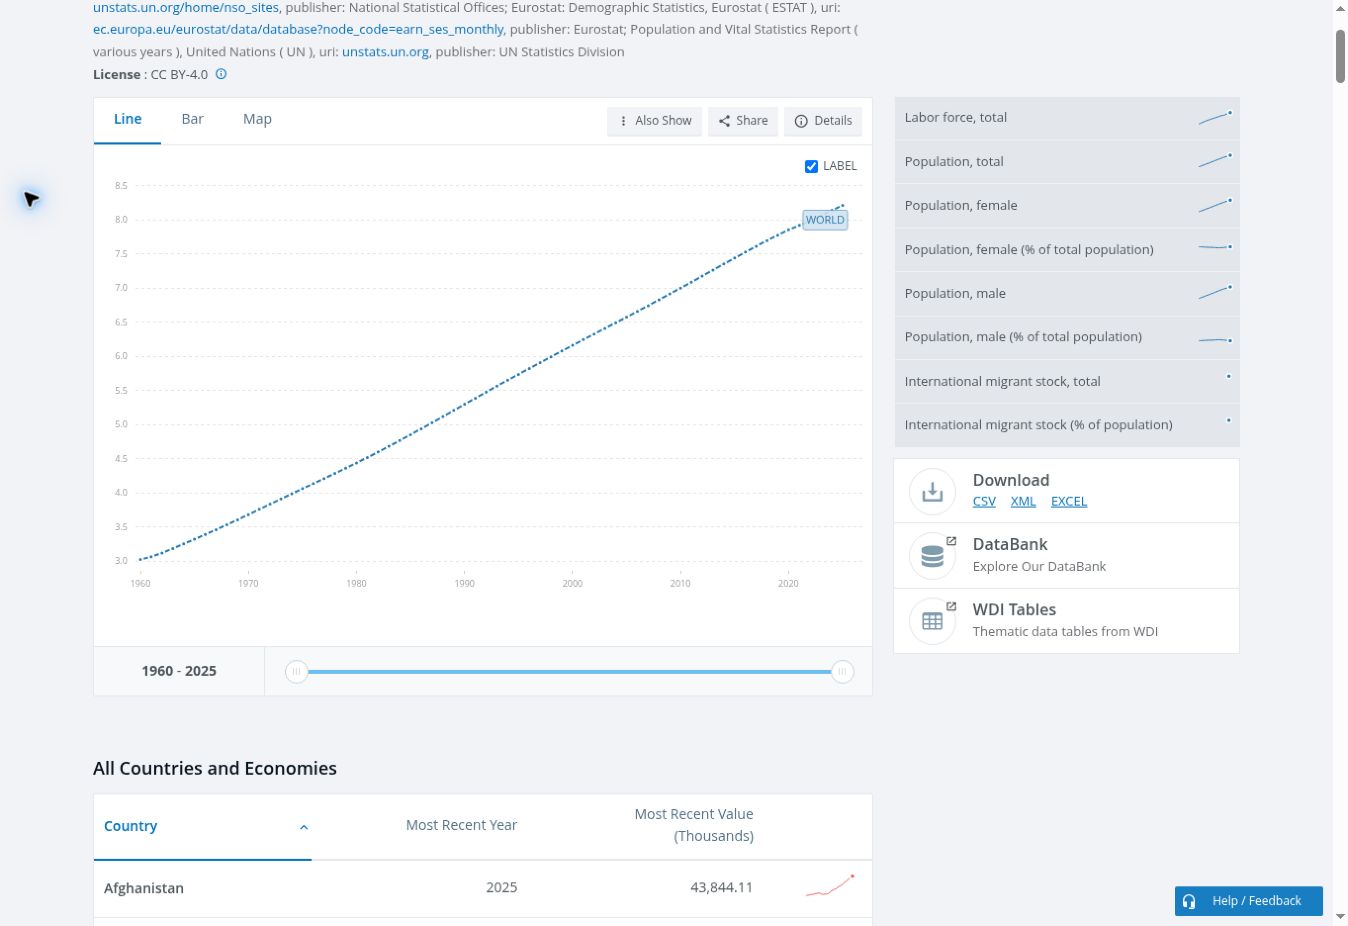 unstats.un.org/home/nso_sites, publisher: National Statistical Offices; Eurostat: Demographic Statistics, Eurostat ( ESTAT ), uri:
ec.europa.eu/eurostat/data/database?node_code=earn_ses_monthly, publisher: Eurostat; Population and Vital Statistics Report (
various years ), United Nations ( UN ), uri: unstats.un.org, publisher: UN Statistics Division
License : CC BY-4.0
Line Bar Map Also Show Share Details
LABEL
8.5
8.0
7.5
7.0
6.5
6.0
5.5
5.0
4.5
4.0
3.5
3.0
WORLD
1960 1970 1980 1990 2000 2010 2020
1960 - 2025
Labor force, total
Population, total
Population, female
Population, female (% of total population)
Population, male
Population, male (% of total population)
International migrant stock, total
International migrant stock (% of population)
Download
CSV XML EXCEL
DataBank
Explore Our DataBank
WDI Tables
Thematic data tables from WDI
All Countries and Economies
Country Most Recent Year Most Recent Value
(Thousands)
Afghanistan 2025 43,844.11
Help / Feedback